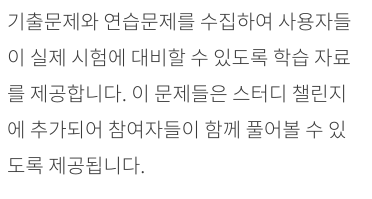 기출문제와 연습문제를 수집하여 사용자들
이 실제 시험에 대비할 수 있도록 학습 자료
를 제공합니다. 이 문제들은 스터디 챌린지
에 추가되어 참여자들이 함께 풀어볼 수 있
도록 제공됩니다.